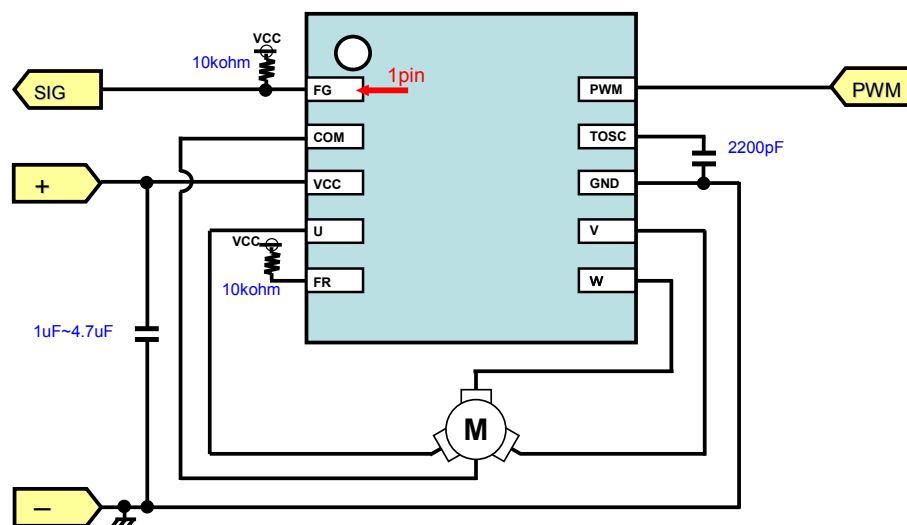 VCC
10kohm
SIG
FG
1pin
PWM
PWM
COM
TOSC
2200pF
+
VCC
GND
U
V
VCC
FR
W
10kohm
1uF~4.7uF
M
−